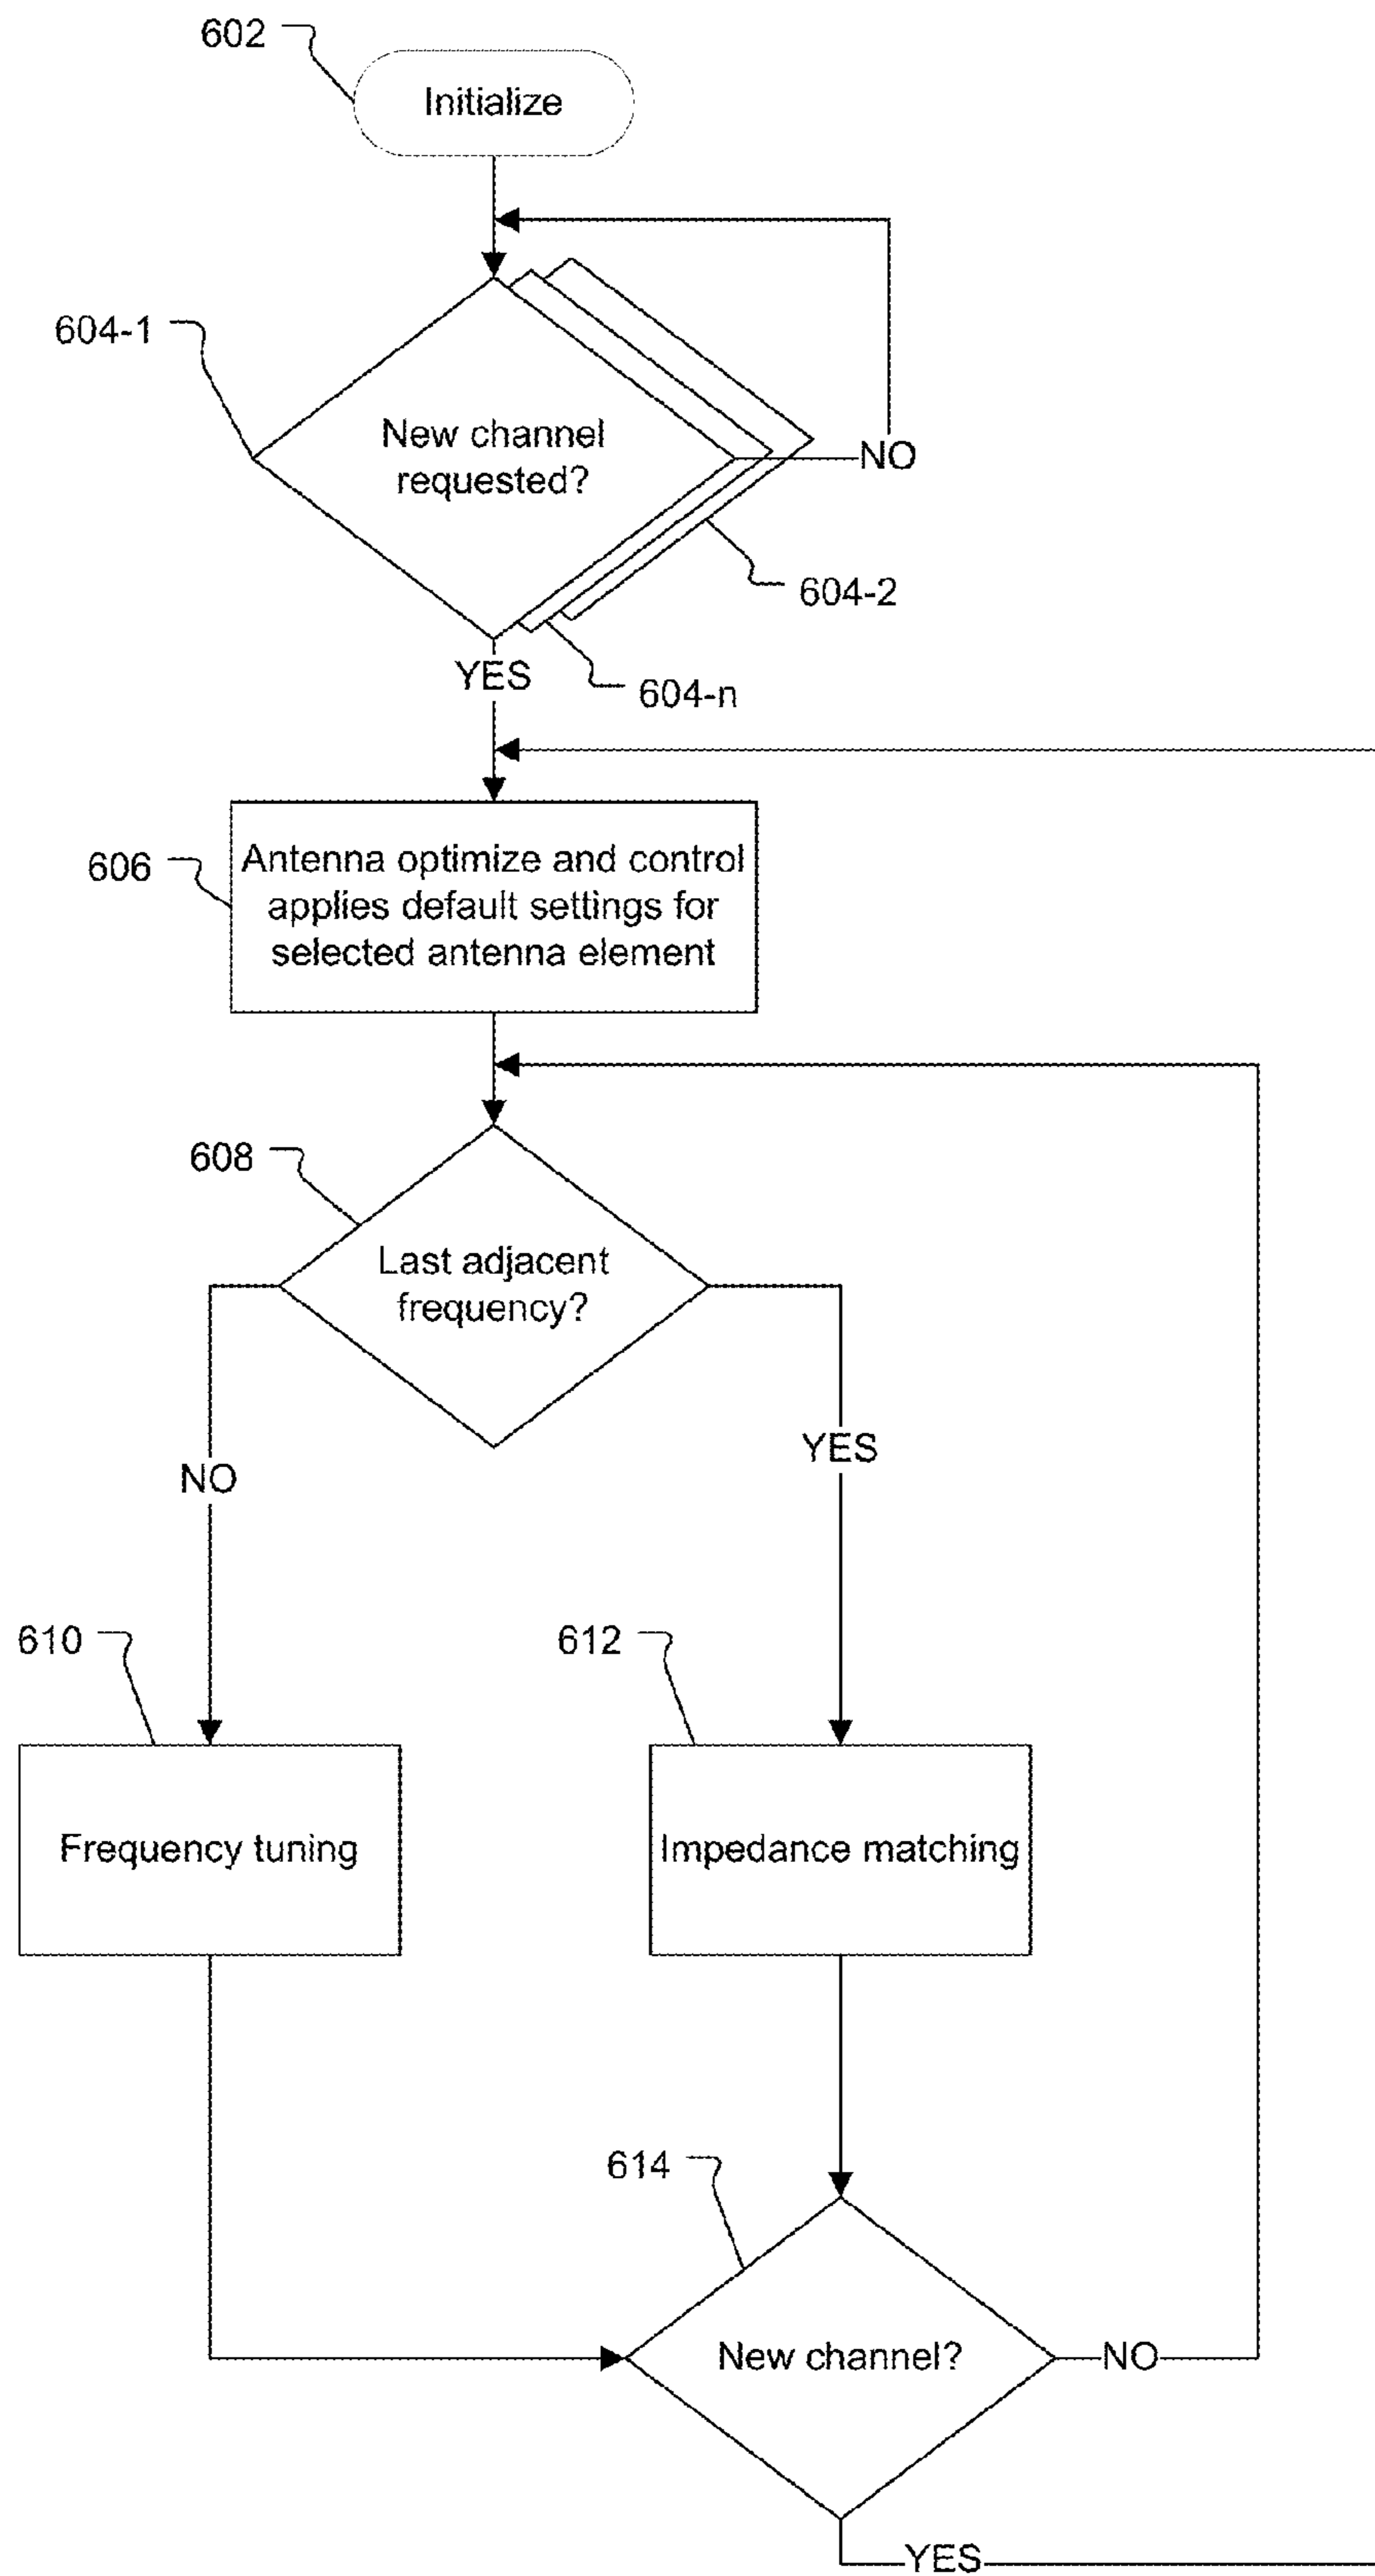 602
Initialize
604-1
New channel
requested?
NO
604-2
YES
604-n
606
Antenna optimize and control
applies default settings for
selected antenna element
608
Last adjacent
frequency?
YES
NO
610
612
Frequency tuning
Impedance matching
614
New channel?
NO
YES